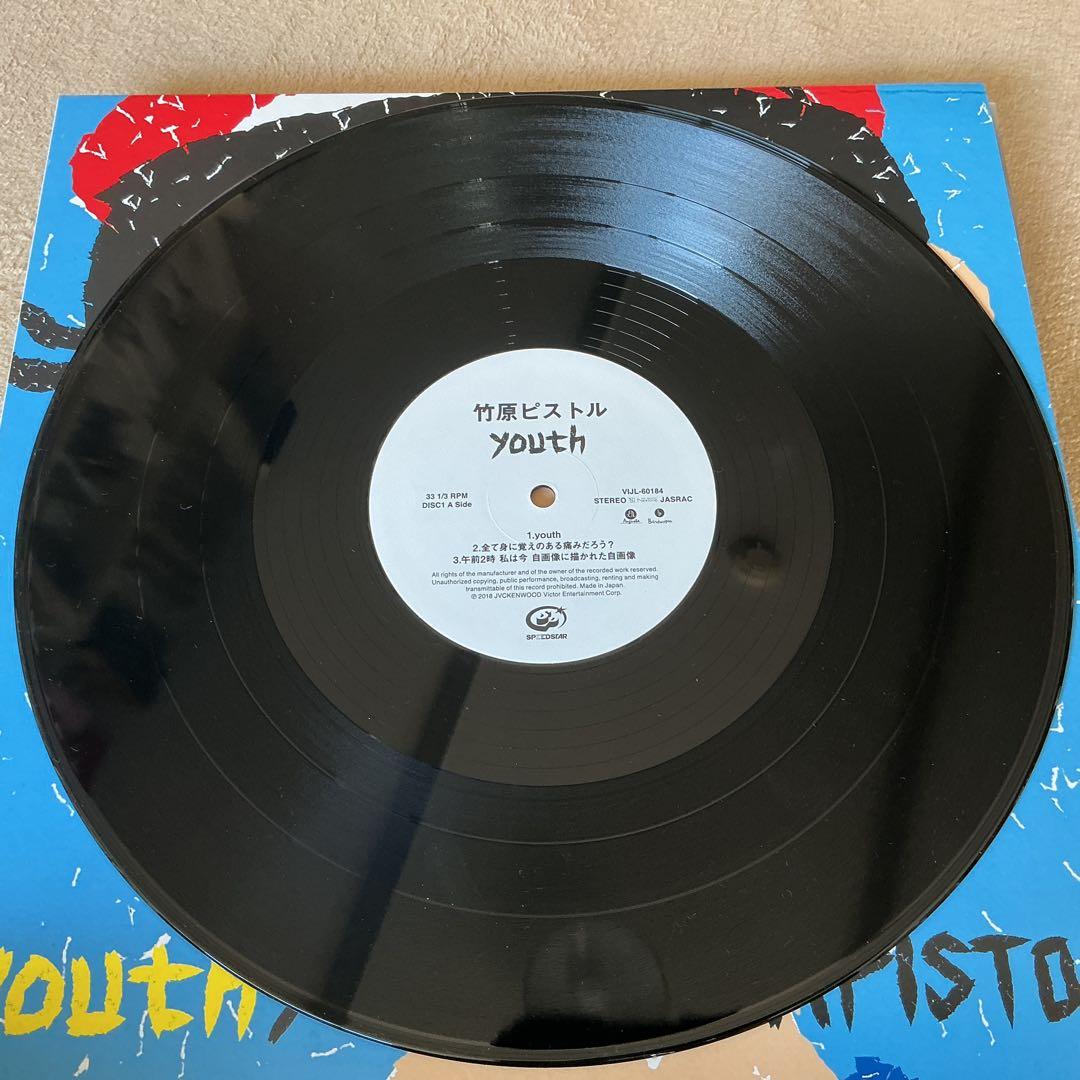 竹原ピストル
youth
33 1/3 RPM
DISC1 A Side
VIJL-60184
STEREO JASRAC
1.youth
2.全て身に覚えのある痛みだろう?
3.午前2時 私は今 自画像に描かれた自画像
All rights of the manufacturer and of the owner of the recorded work reserved.
Unauthorized copying, public performance, broadcasting, renting and making
transmittable of this record prohibited. Made in Japan.
℗ 2018 JVCKENWOOD Victor Entertainment Corp.
SPEEDSTAR
youth/
PISTO